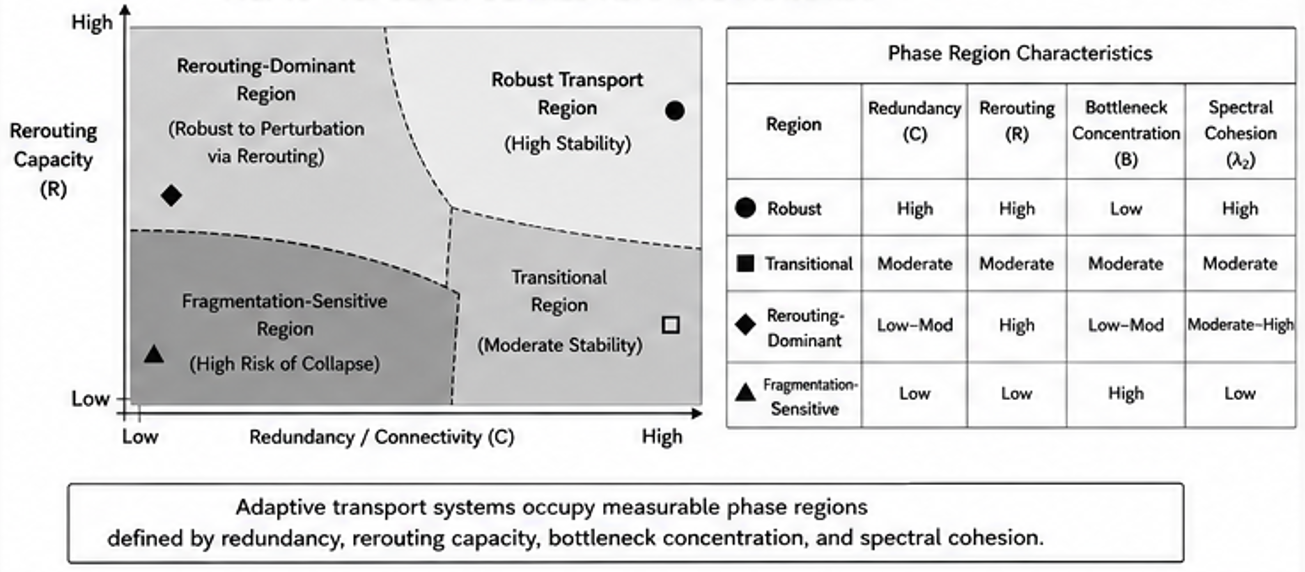 High
Rerouting
Capacity
(R)
Low
Rerouting-Dominant
Region
(Robust to Perturbation
via Rerouting)
Robust Transport
Region
(High Stability)
Fragmentation-Sensitive
Region
(High Risk of Collapse)
Transitional
Region
(Moderate Stability)
Low
Redundancy / Connectivity (C)
High
Phase Region Characteristics
Region
Redundancy
(C)
Rerouting
(R)
Bottleneck
Concentration
(B)
Spectral
Cohesion
(λ₂)
Robust High High Low High
Transitional Moderate Moderate Moderate Moderate
Rerouting-
Dominant
Low–Mod High Low–Mod Moderate–High
Fragmentation-
Sensitive
Low Low High Low
Adaptive transport systems occupy measurable phase regions
defined by redundancy, rerouting capacity, bottleneck concentration, and spectral cohesion.